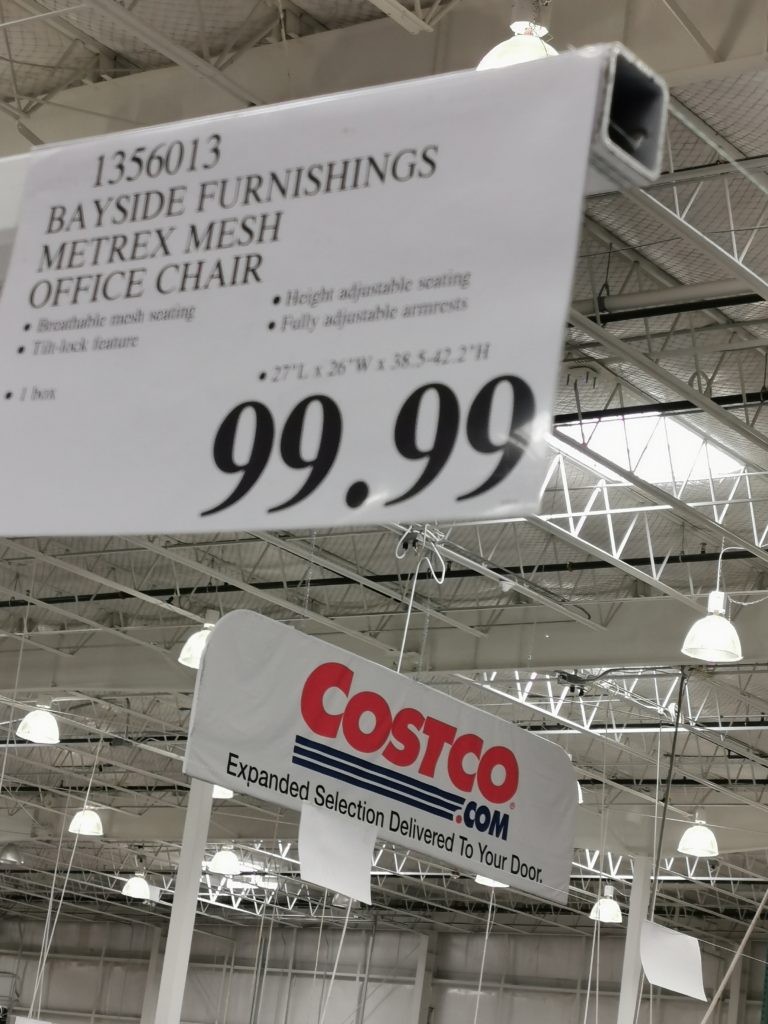 1356013
BAYSIDE FURNISHINGS
METREX MESH
OFFICE CHAIR
• Breathable mesh seating
• Tilt-lock feature
• Height adjustable seating
• Fully adjustable armrests
• 1 box
• 27"L x 26"W x 38.5-42.2"H
99.99
COSTCO
.COM
Expanded Selection Delivered To Your Door.